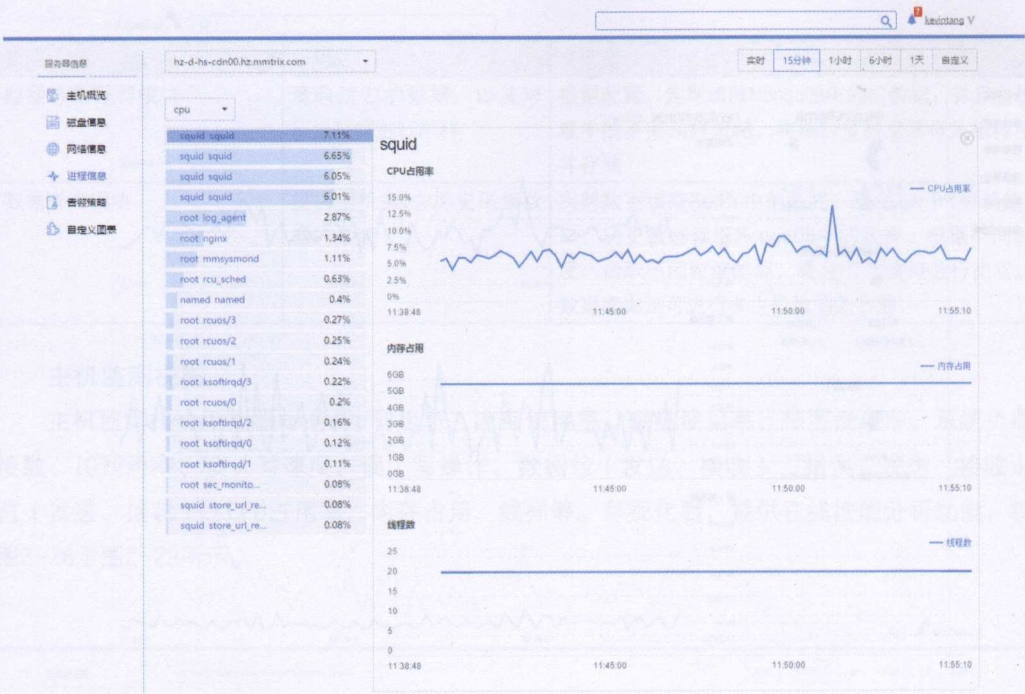 7
kevintang V
服务器信息
hz-d-hs-cdn00.hz.mmtrix.com
实时 15分钟 1小时 6小时 1天 自定义
主机概览
磁盘信息
网络信息
进程信息
告警策略
自定义图表
cpu
squid squid 7.11%
squid squid 6.65%
squid squid 6.05%
squid squid 6.01%
root log_agent 2.87%
root nginx 1.34%
root mmsysmond 1.11%
root rcu_sched 0.63%
named named 0.4%
root rcuos/3 0.27%
root rcuos/2 0.25%
root rcuos/1 0.24%
root ksoftirqd/3 0.22%
root rcuos/0 0.2%
root ksoftirqd/2 0.16%
root ksoftirqd/0 0.12%
root ksoftirqd/1 0.11%
root sec_monito... 0.08%
squid store_url_re... 0.08%
squid store_url_re... 0.08%
squid
CPU占用率
CPU占用率
15.0%
12.5%
10.0%
7.5%
5.0%
2.5%
0%
11:38:48 11:45:00 11:50:00 11:55:10
内存占用
内存占用
6GB
5GB
4GB
3GB
2GB
1GB
0GB
11:38:48 11:45:00 11:50:00 11:55:10
线程数
线程数
25
20
15
10
5
0
11:38:48 11:45:00 11:50:00 11:55:10